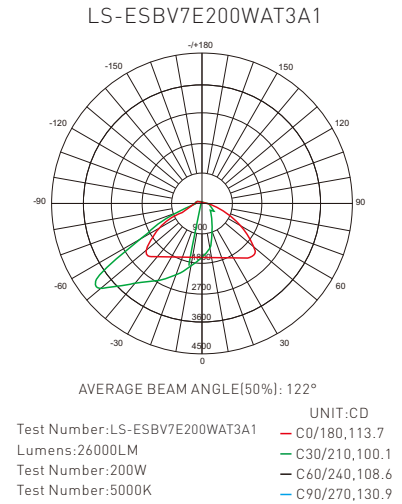 LS-ESBV7E200WAT3A1
-/+180
-150
150
-120
120
-90
90
900
1800
-60
60
2700
3600
-30
30
4500
0
AVERAGE BEAM ANGLE(50%): 122°
UNIT:CD
Test Number:LS-ESBV7E200WAT3A1
C0/180,113.7
Lumens:26000LM
C30/210,100.1
Test Number:200W
C60/240,108.6
Test Number:5000K
C90/270,130.9